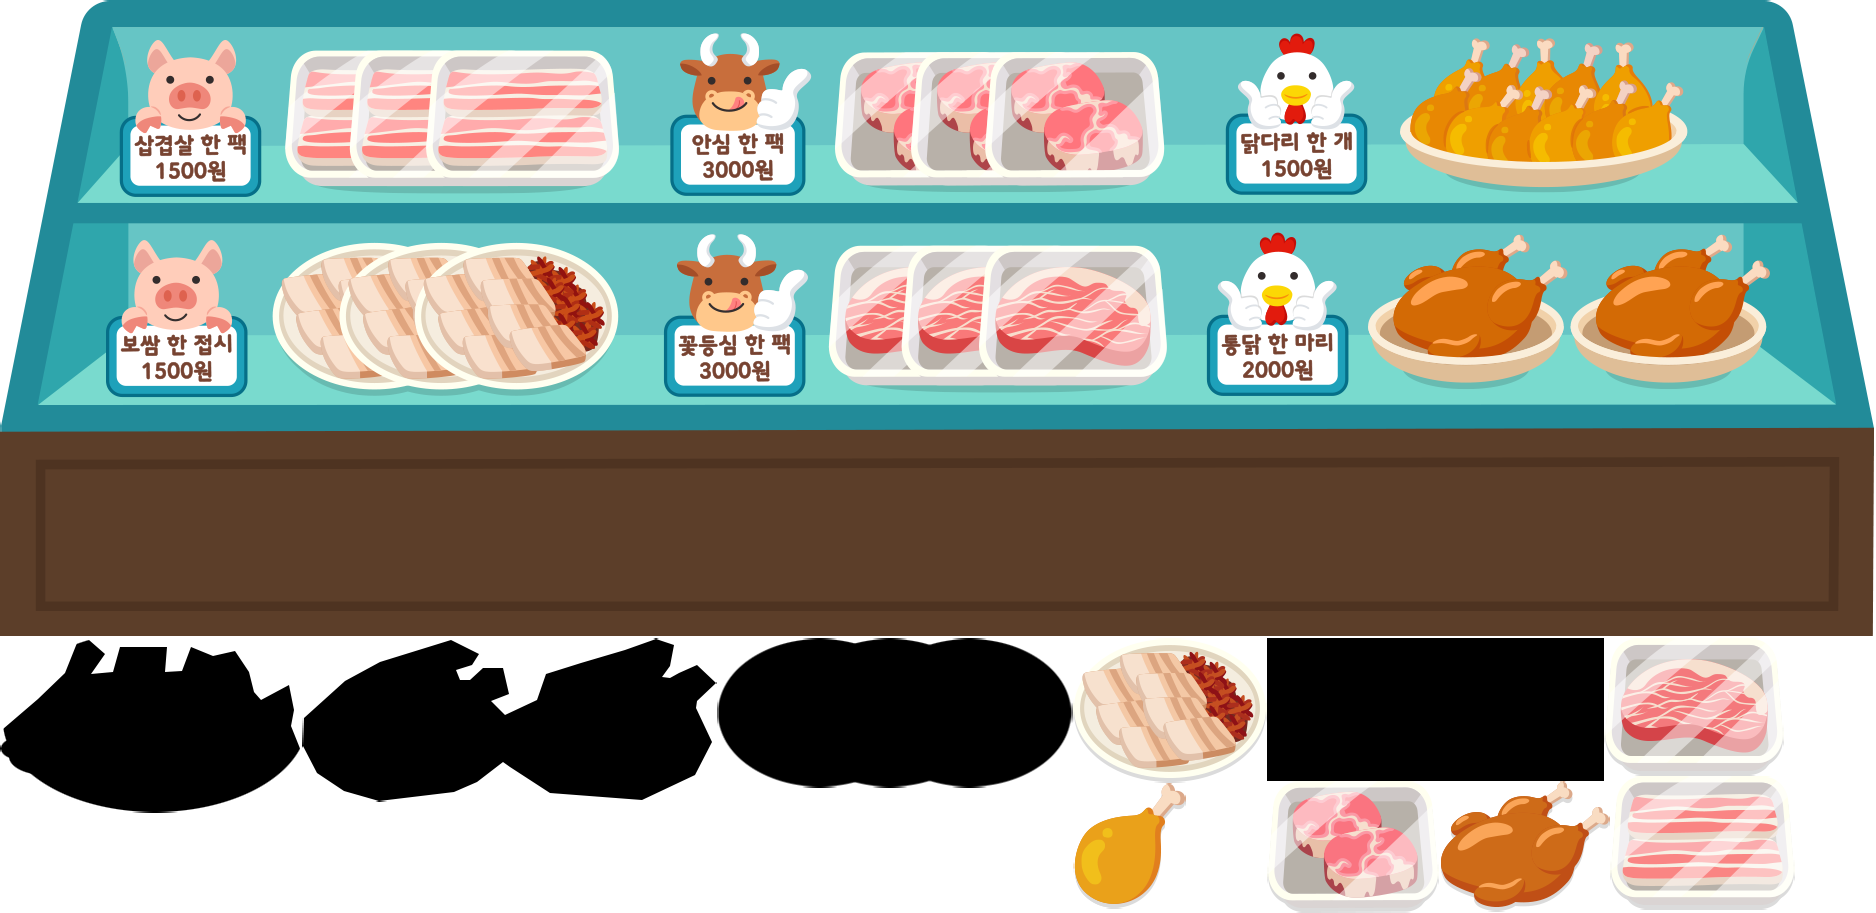 삽겹살 한 팩
1500원
안심 한 팩
3000원
닭다리 한 개
1500원
보쌈 한 접시
1500원
꽃등심 한 팩
3000원
통닭 한 마리
2000원